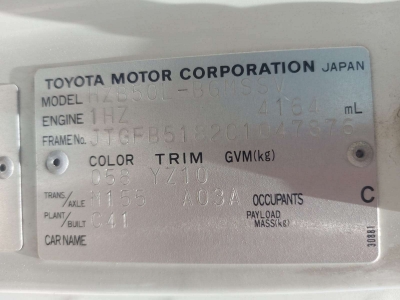 TOYOTA MOTOR CORPORATION JAPAN
MODEL
ENGINE 1HZ 4164 mL
FRAME No.
COLOR TRIM GVM(kg)
058 YZ10
TRANS/AXLE H155 A03A OCCUPANTS C
PLANT/BUILT C41 PAYLOAD MASS(kg)
CAR NAME
30881